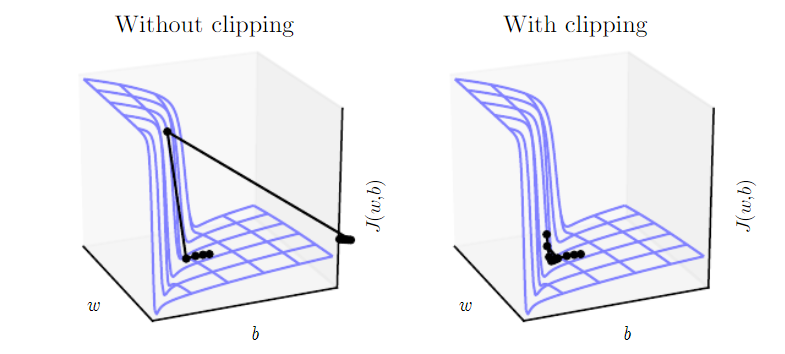 Without clipping
With clipping
J(w,b)
J(w,b)
w
b
w
b